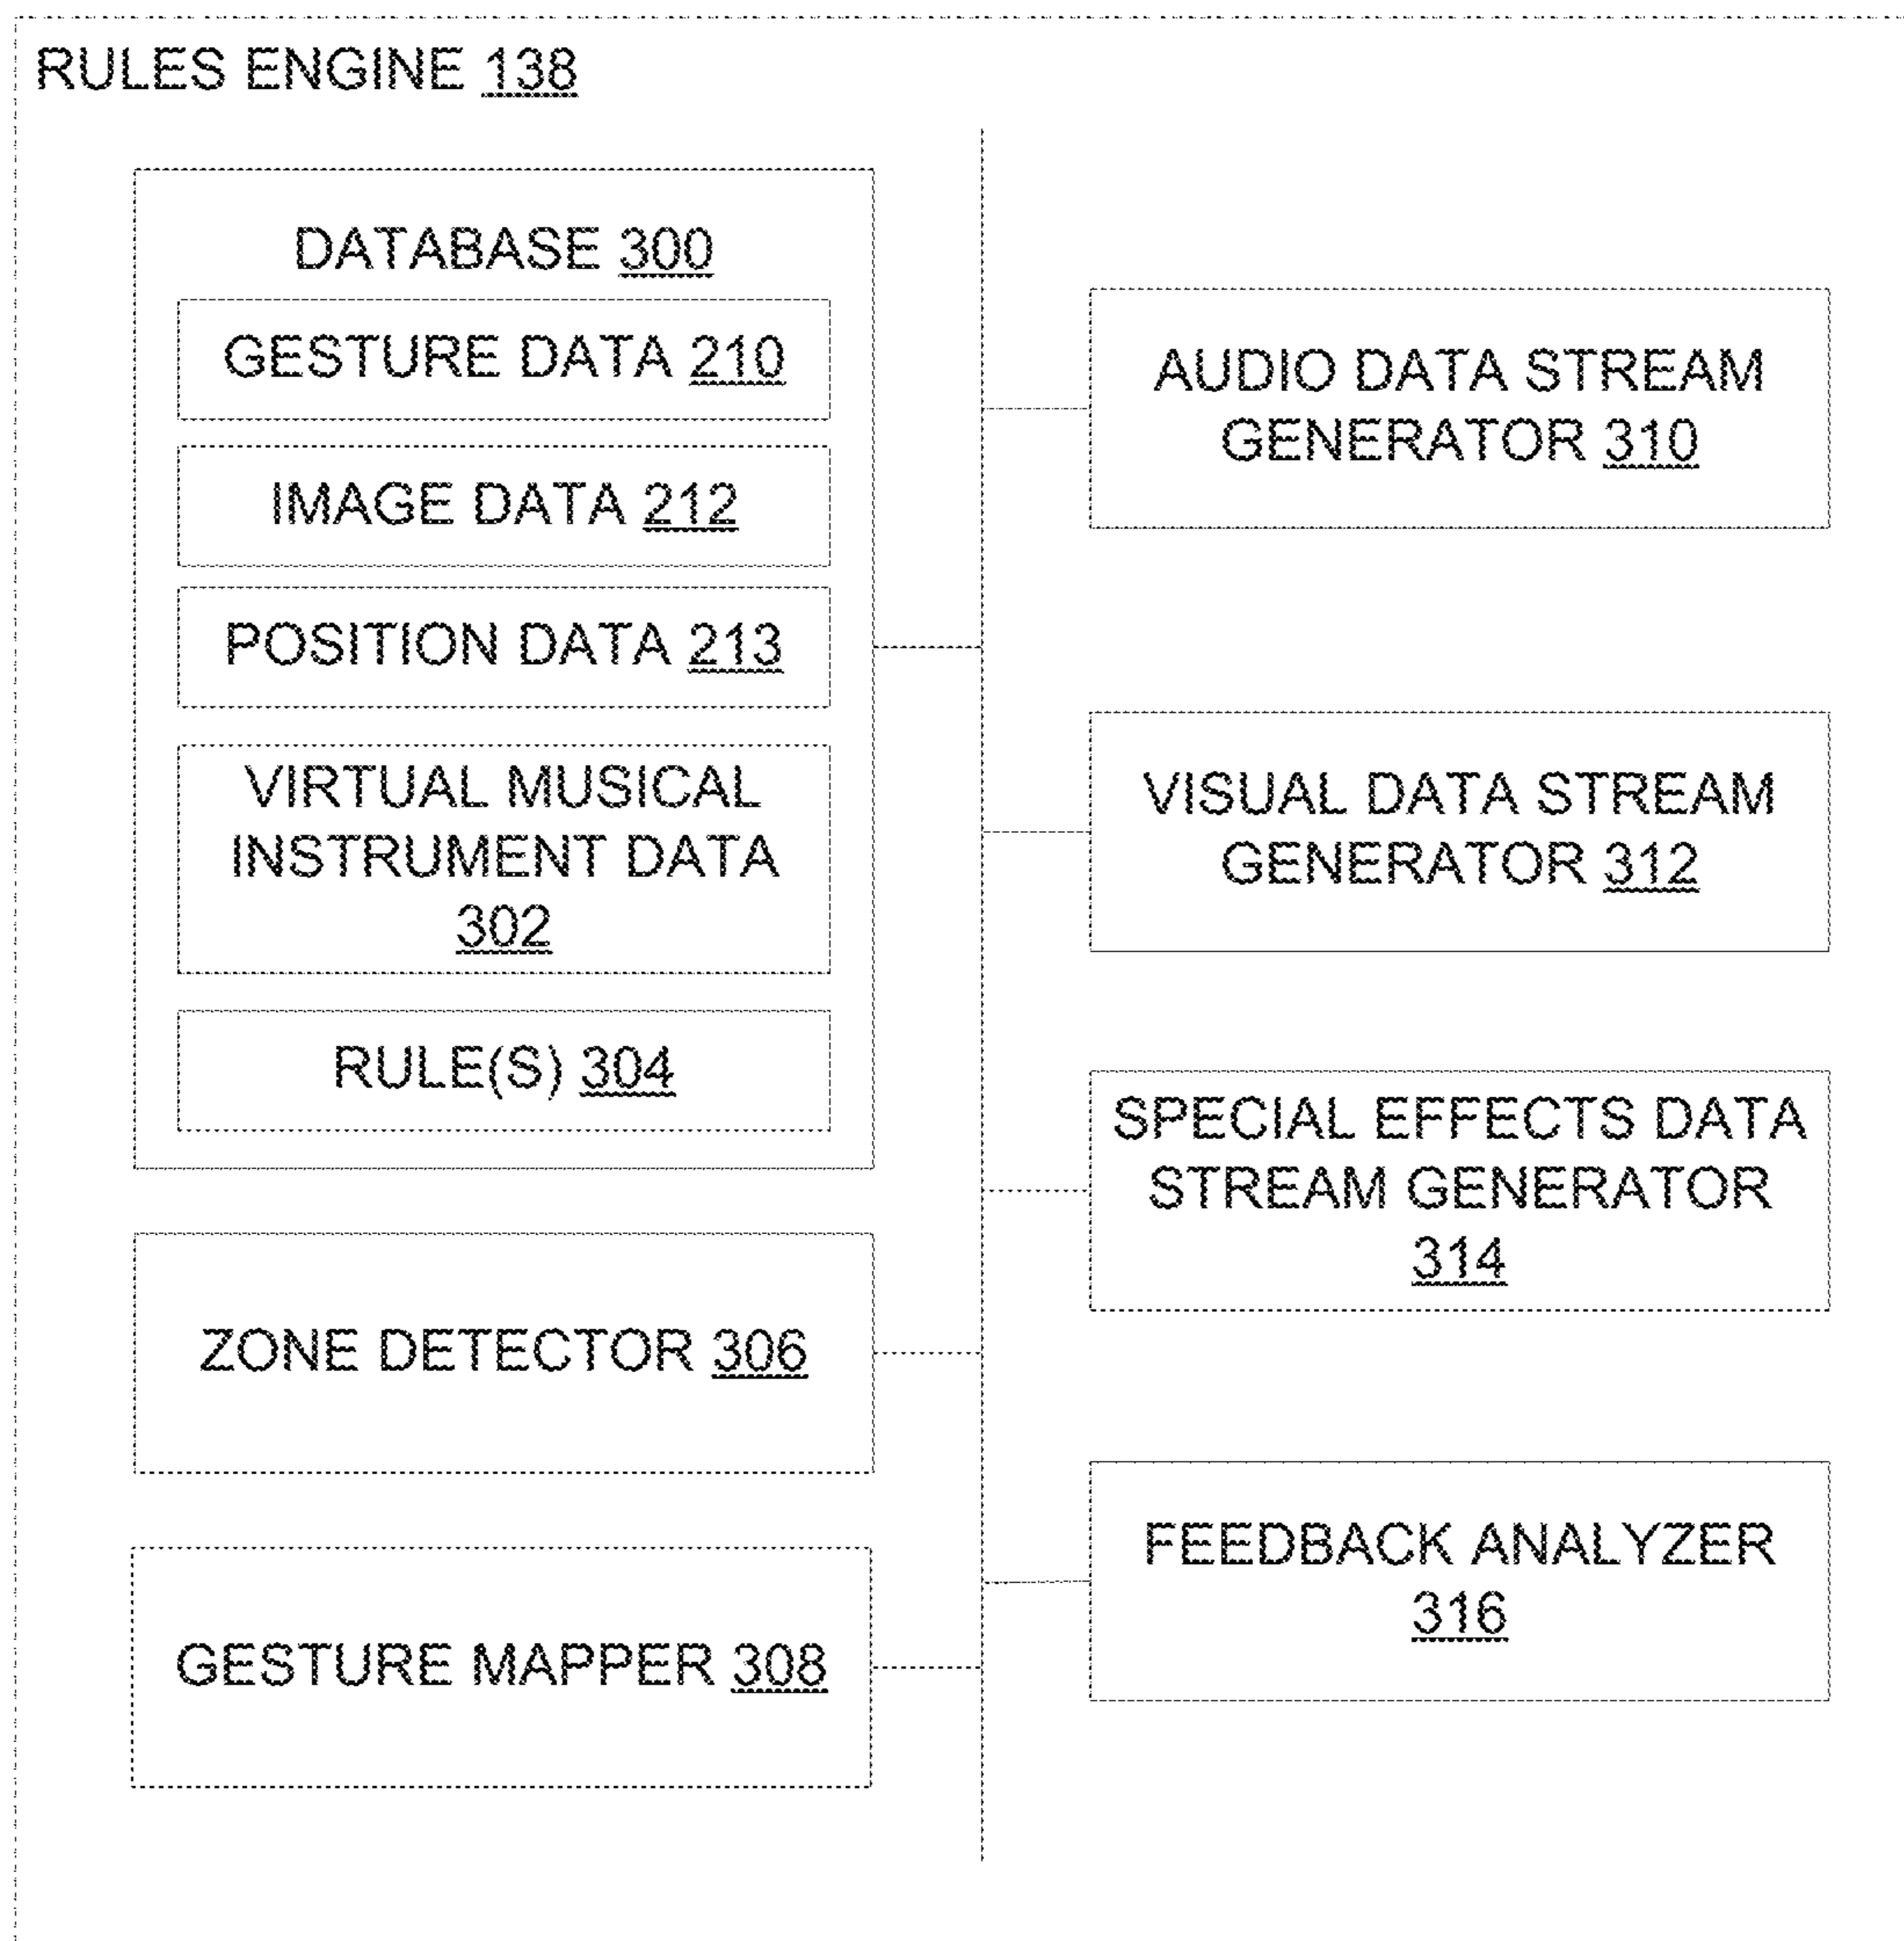 RULES ENGINE 138
DATABASE 300
GESTURE DATA 210
IMAGE DATA 212
POSITION DATA 213
VIRTUAL MUSICAL
INSTRUMENT DATA
302
RULE(S) 304
ZONE DETECTOR 306
GESTURE MAPPER 308
AUDIO DATA STREAM
GENERATOR 310
VISUAL DATA STREAM
GENERATOR 312
SPECIAL EFFECTS DATA
STREAM GENERATOR
314
FEEDBACK ANALYZER
316